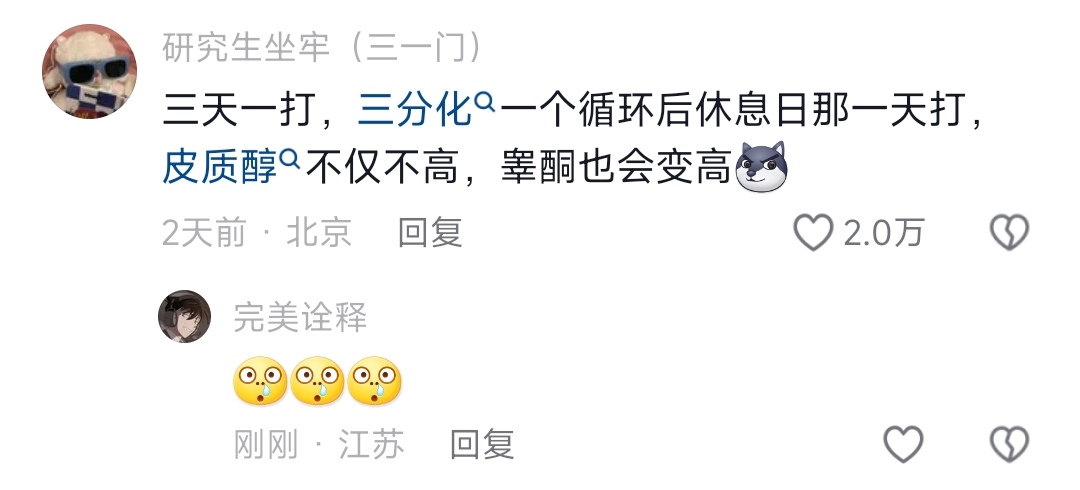 研究生坐牢（三一门）
三天一打，三分化一个循环后休息日那一天打，
皮质醇不仅不高，睾酮也会变高
2天前 · 北京 回复 2.0万
完美诠释
刚刚 · 江苏 回复